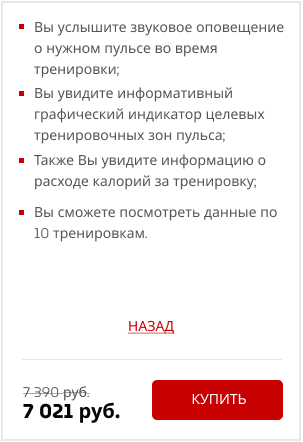 Вы услышите звуковое оповещение
о нужном пульсе во время
тренировки;
Вы увидите информативный
графический индикатор целевых
тренировочных зон пульса;
Также Вы увидите информацию о
расходе калорий за тренировку;
Вы сможете посмотреть данные по
10 тренировкам.
НАЗАД
7 390 руб.
7 021 руб.
КУПИТЬ